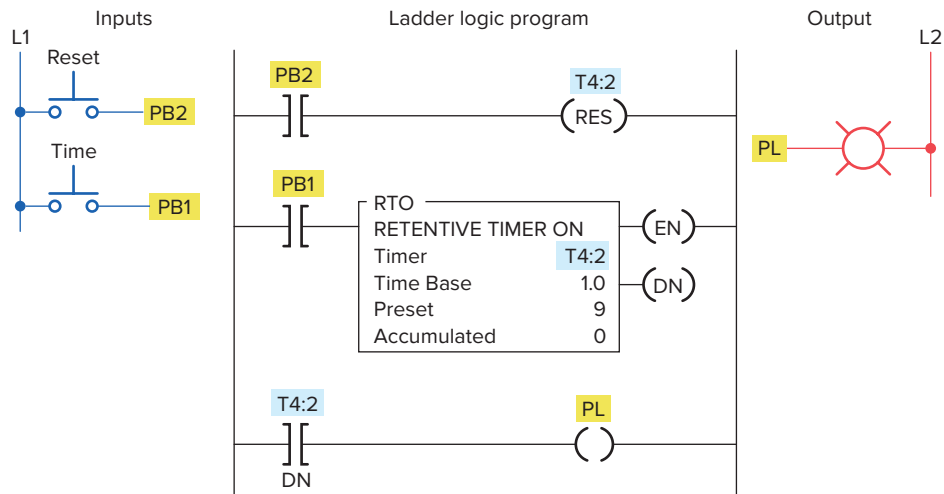 Inputs
Ladder logic program
Output
L1
L2
Reset
PB2
Time
PB1
PB2
T4:2
RES
PB1
RTO
RETENTIVE TIMER ON
Timer T4:2
Time Base 1.0
Preset 9
Accumulated 0
EN
DN
T4:2
DN
PL
PL